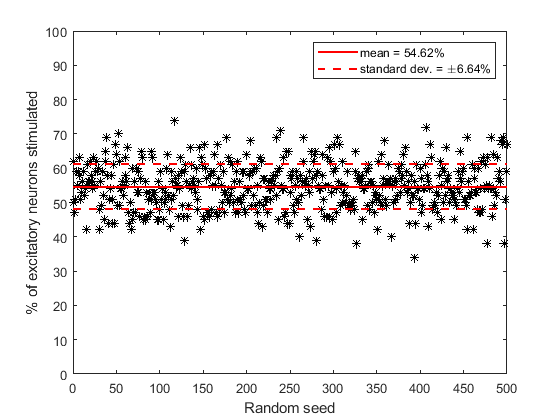 mean = 54.62%
standard dev. = ±6.64%
100
90
80
70
60
50
40
30
20
10
0
% of excitatory neurons stimulated
0 50 100 150 200 250 300 350 400 450 500
Random seed